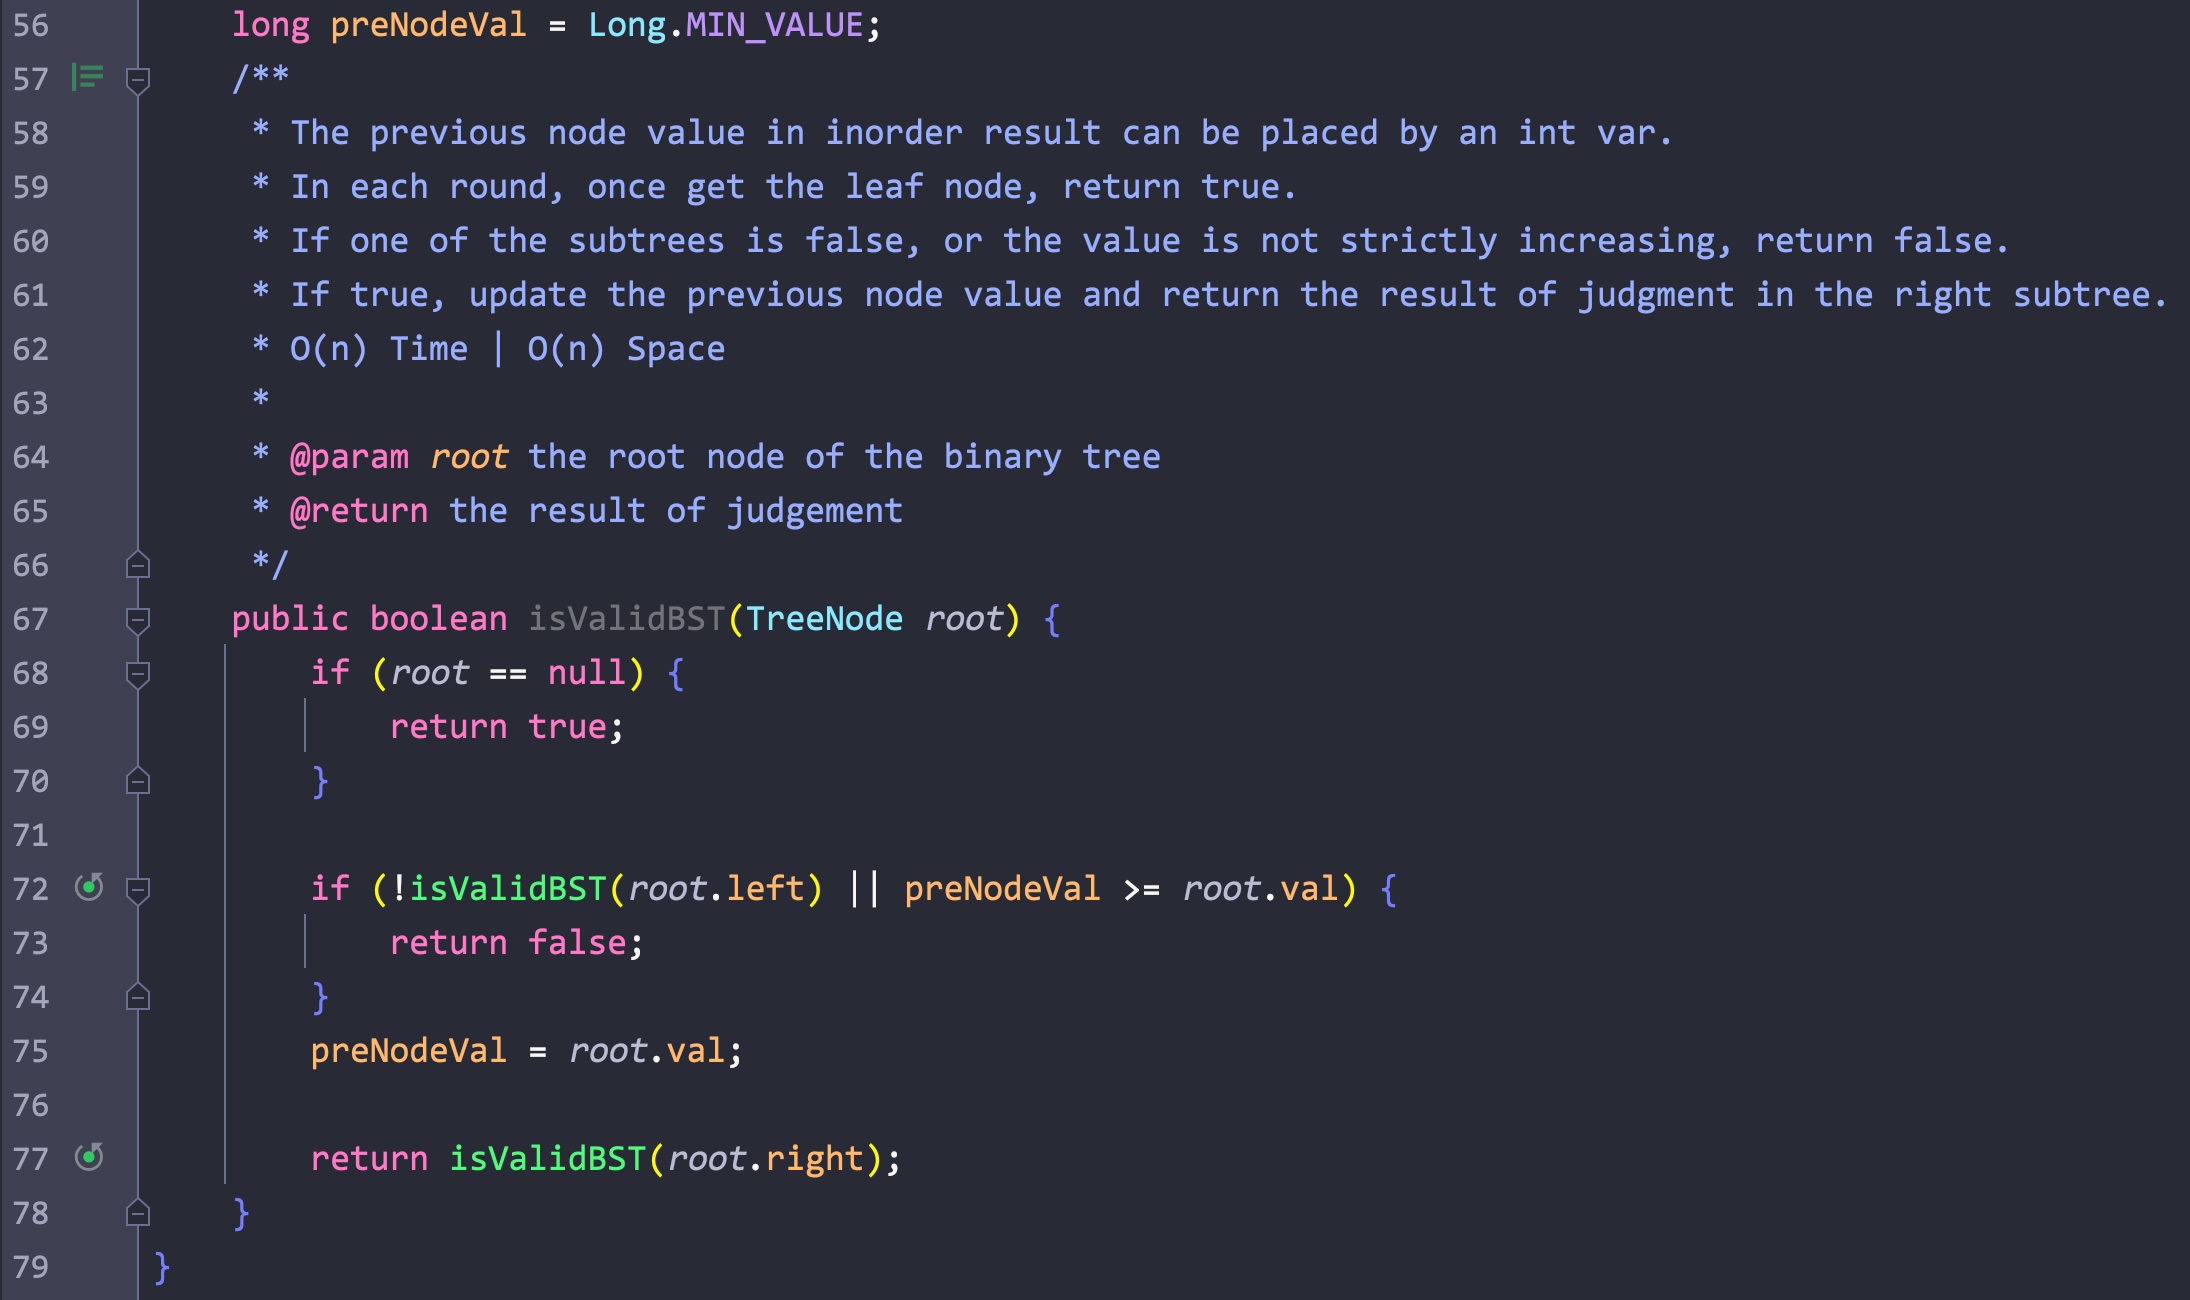 56 long preNodeVal = Long.MIN_VALUE;
57 /**
58 * The previous node value in inorder result can be placed by an int var.
59 * In each round, once get the leaf node, return true.
60 * If one of the subtrees is false, or the value is not strictly increasing, return false.
61 * If true, update the previous node value and return the result of judgment in the right subtree.
62 * O(n) Time | O(n) Space
63 *
64 * @param root the root node of the binary tree
65 * @return the result of judgement
66 */
67 public boolean isValidBST(TreeNode root) {
68 if (root == null) {
69 return true;
70 }
71
72 if (!isValidBST(root.left) || preNodeVal >= root.val) {
73 return false;
74 }
75 preNodeVal = root.val;
76
77 return isValidBST(root.right);
78 }
79 }